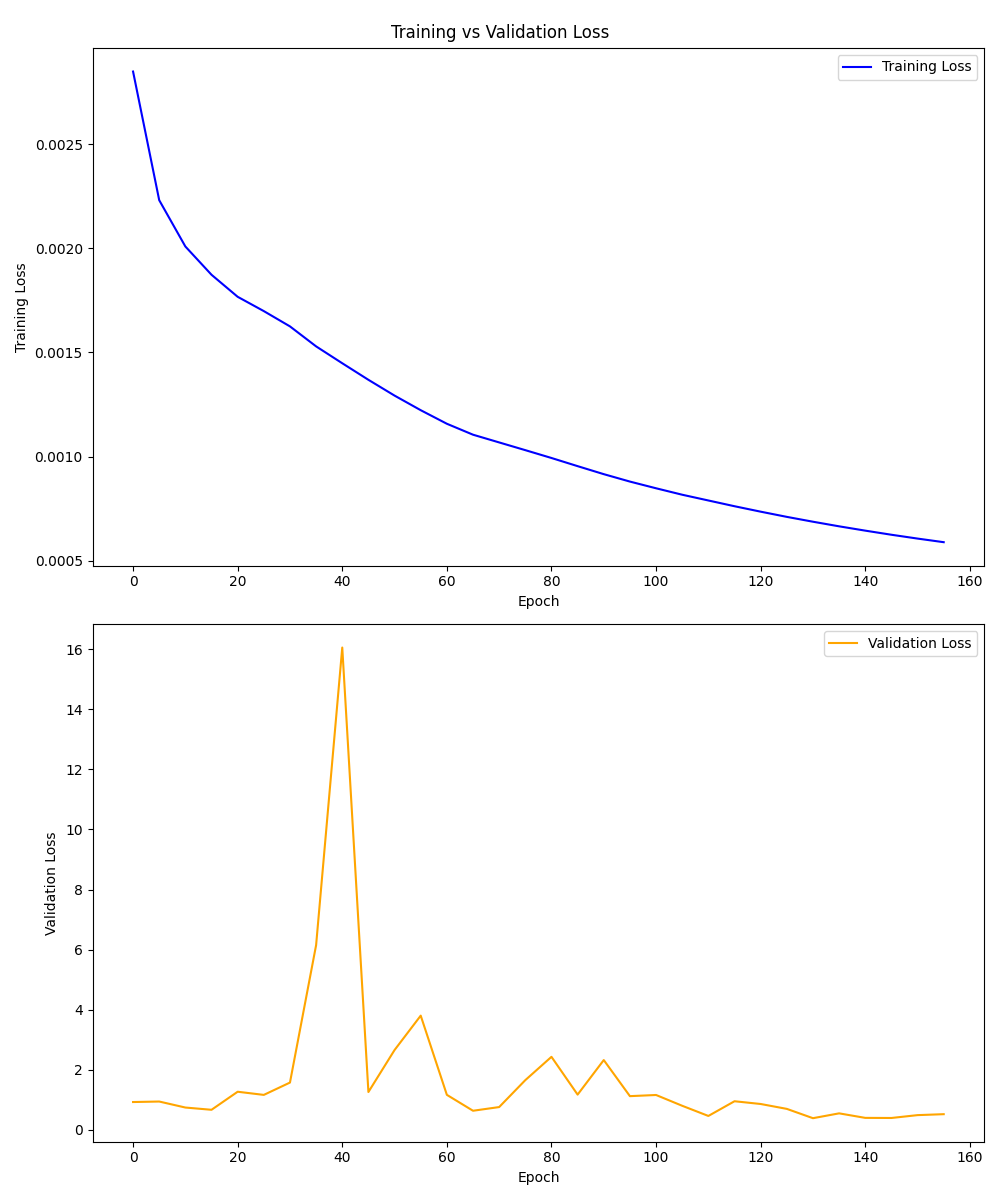 Training vs Validation Loss
Training Loss
0.0025
0.0020
0.0015
0.0010
0.0005
Training Loss
0 20 40 60 80 100 120 140 160
Epoch
Validation Loss
16
14
12
10
8
6
4
2
0
Validation Loss
0 20 40 60 80 100 120 140 160
Epoch